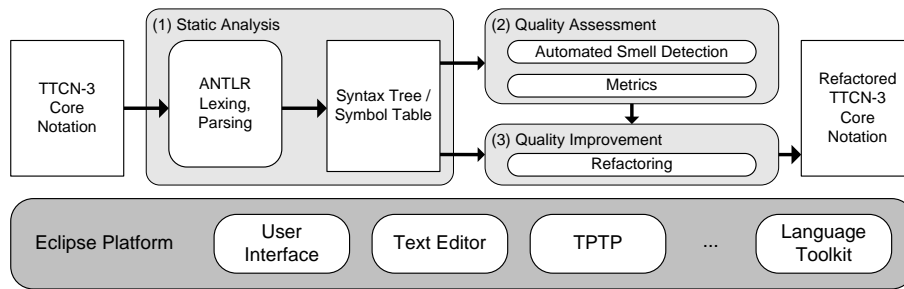 (1) Static Analysis
(2) Quality Assessment
TTCN-3
Core
Notation
ANTLR
Lexing,
Parsing
Syntax Tree /
Symbol Table
Automated Smell Detection
Metrics
(3) Quality Improvement
Refactoring
Refactored
TTCN-3
Core
Notation
Eclipse Platform
User
Interface
Text Editor
TPTP
...
Language
Toolkit